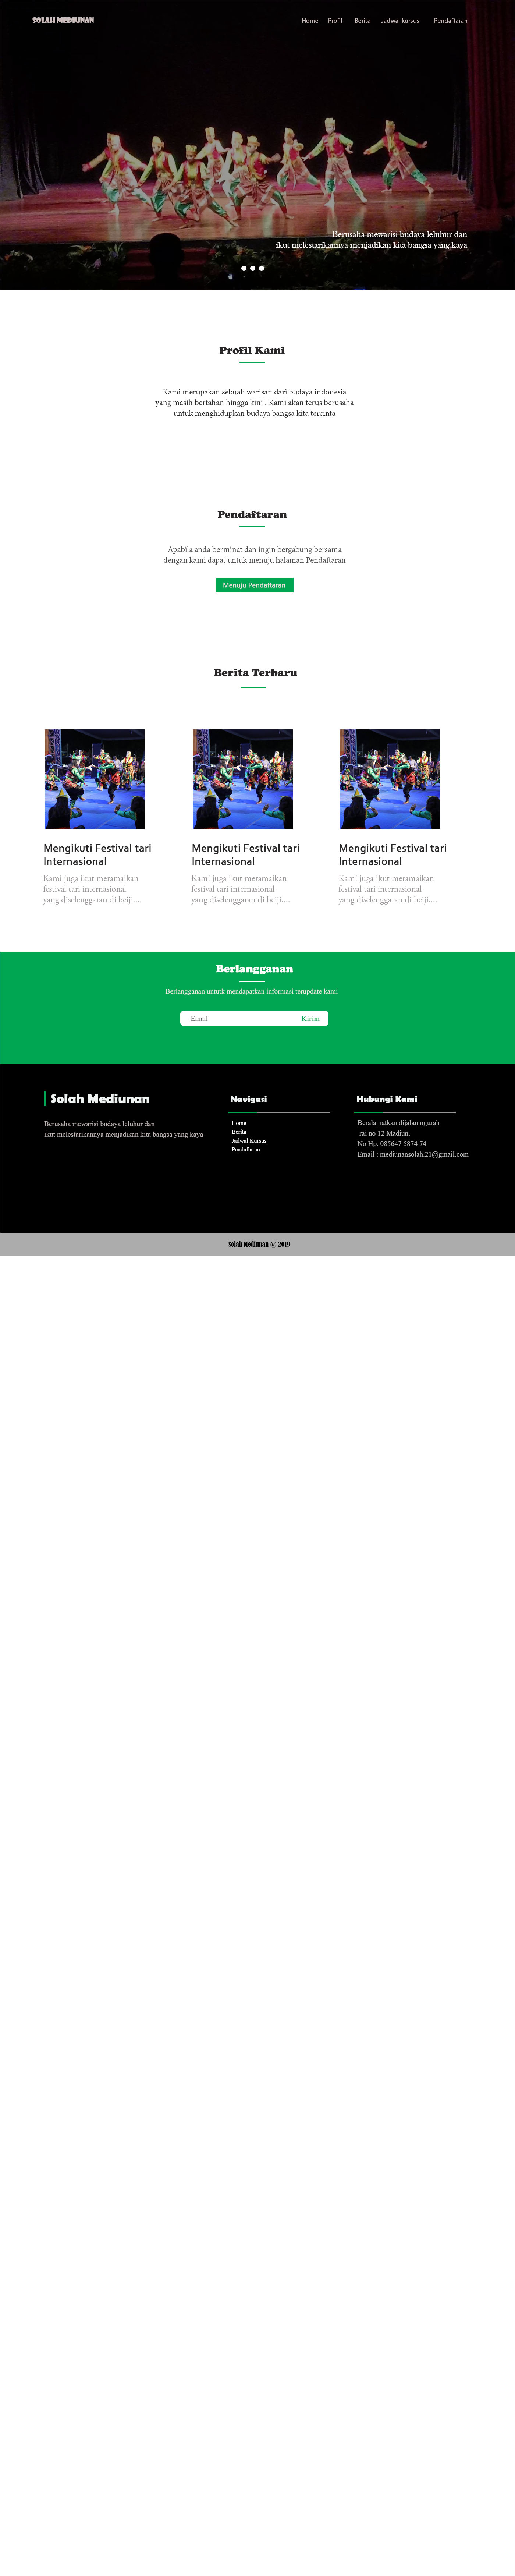 SOLAH MEDIUNAN
Home Profil Berita Jadwal kursus Pendaftaran
Berusaha mewarisi budaya leluhur dan
ikut melestarikannya menjadikan kita bangsa yang kaya
Profil Kami
Kami merupakan sebuah warisan dari budaya indonesia
yang masih bertahan hingga kini . Kami akan terus berusaha
untuk menghidupkan budaya bangsa kita tercinta
Pendaftaran
Apabila anda berminat dan ingin bergabung bersama
dengan kami dapat untuk menuju halaman Pendaftaran
Menuju Pendaftaran
Berita Terbaru
Mengikuti Festival tari
Internasional
Kami juga ikut meramaikan
festival tari internasional
yang diselenggaran di beiji....
Mengikuti Festival tari
Internasional
Kami juga ikut meramaikan
festival tari internasional
yang diselenggaran di beiji....
Mengikuti Festival tari
Internasional
Kami juga ikut meramaikan
festival tari internasional
yang diselenggaran di beiji....
Berlangganan
Berlangganan untutk mendapatkan informasi terupdate kami
Email Kirim
Solah Mediunan
Berusaha mewarisi budaya leluhur dan
ikut melestarikannya menjadikan kita bangsa yang kaya
Navigasi
Home
Berita
Jadwal Kursus
Pendaftaran
Hubungi Kami
Beralamatkan dijalan ngurah
rai no 12 Madiun.
No Hp. 085647 5874 74
Email : mediunansolah.21@gmail.com
Solah Mediunan @ 2019